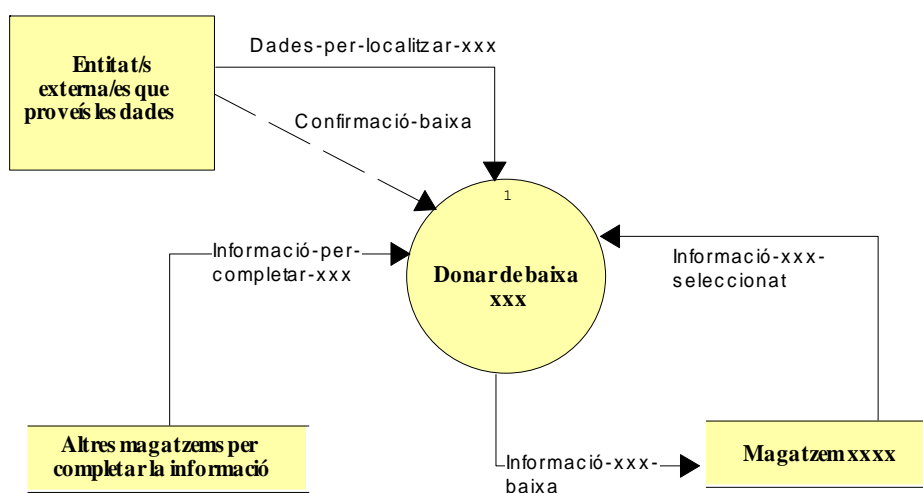 Dades-per-localitzar-xxx
Entitat/s
externa/es que
proveís les dades
Confirmació-baixa
1
Informació-per-
completar-xxx
Donar de baixa
xxx
Informació-xxx-
seleccionat
Altres magatzems per
completar la informació
Magatzem xxxx
Informació-xxx-
baixa